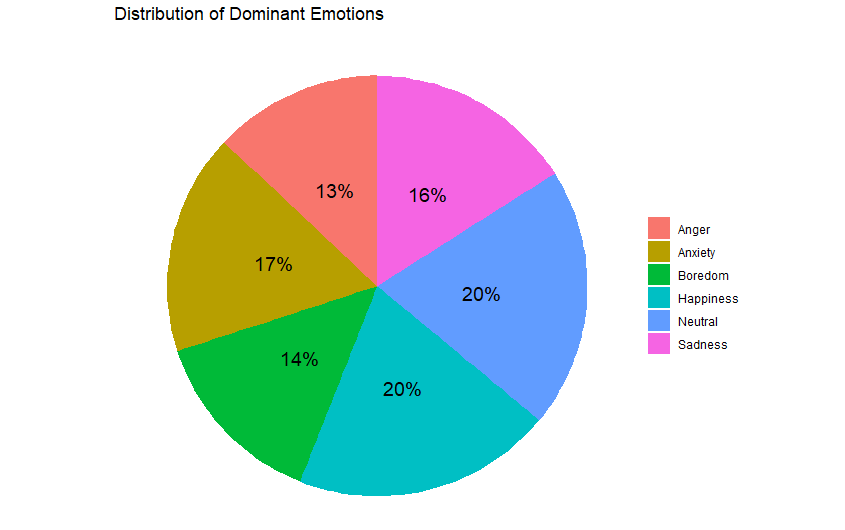 Distribution of Dominant Emotions
13%
16%
17%
20%
14%
20%
Anger
Anxiety
Boredom
Happiness
Neutral
Sadness